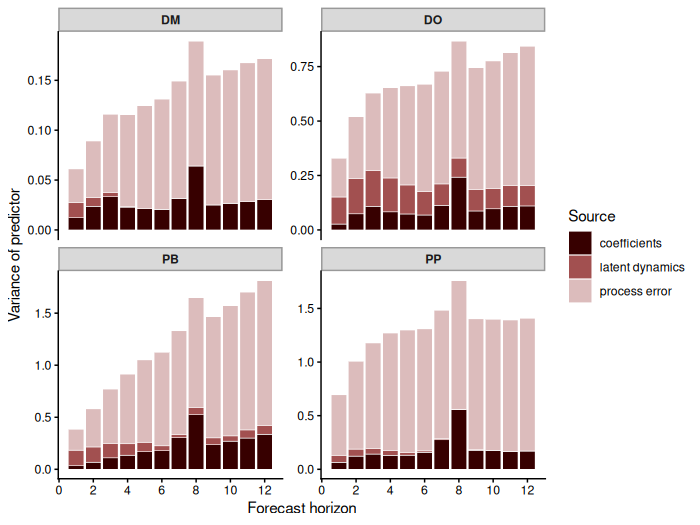 DM
DO
0.15
0.10
0.05
0.00
0.75
0.50
0.25
0.00
Variance of predictor
PB
PP
1.5
1.0
0.5
0.0
1.5
1.0
0.5
0.0
0 2 4 6 8 10 12
0 2 4 6 8 10 12
Forecast horizon
Source
coefficients
latent dynamics
process error